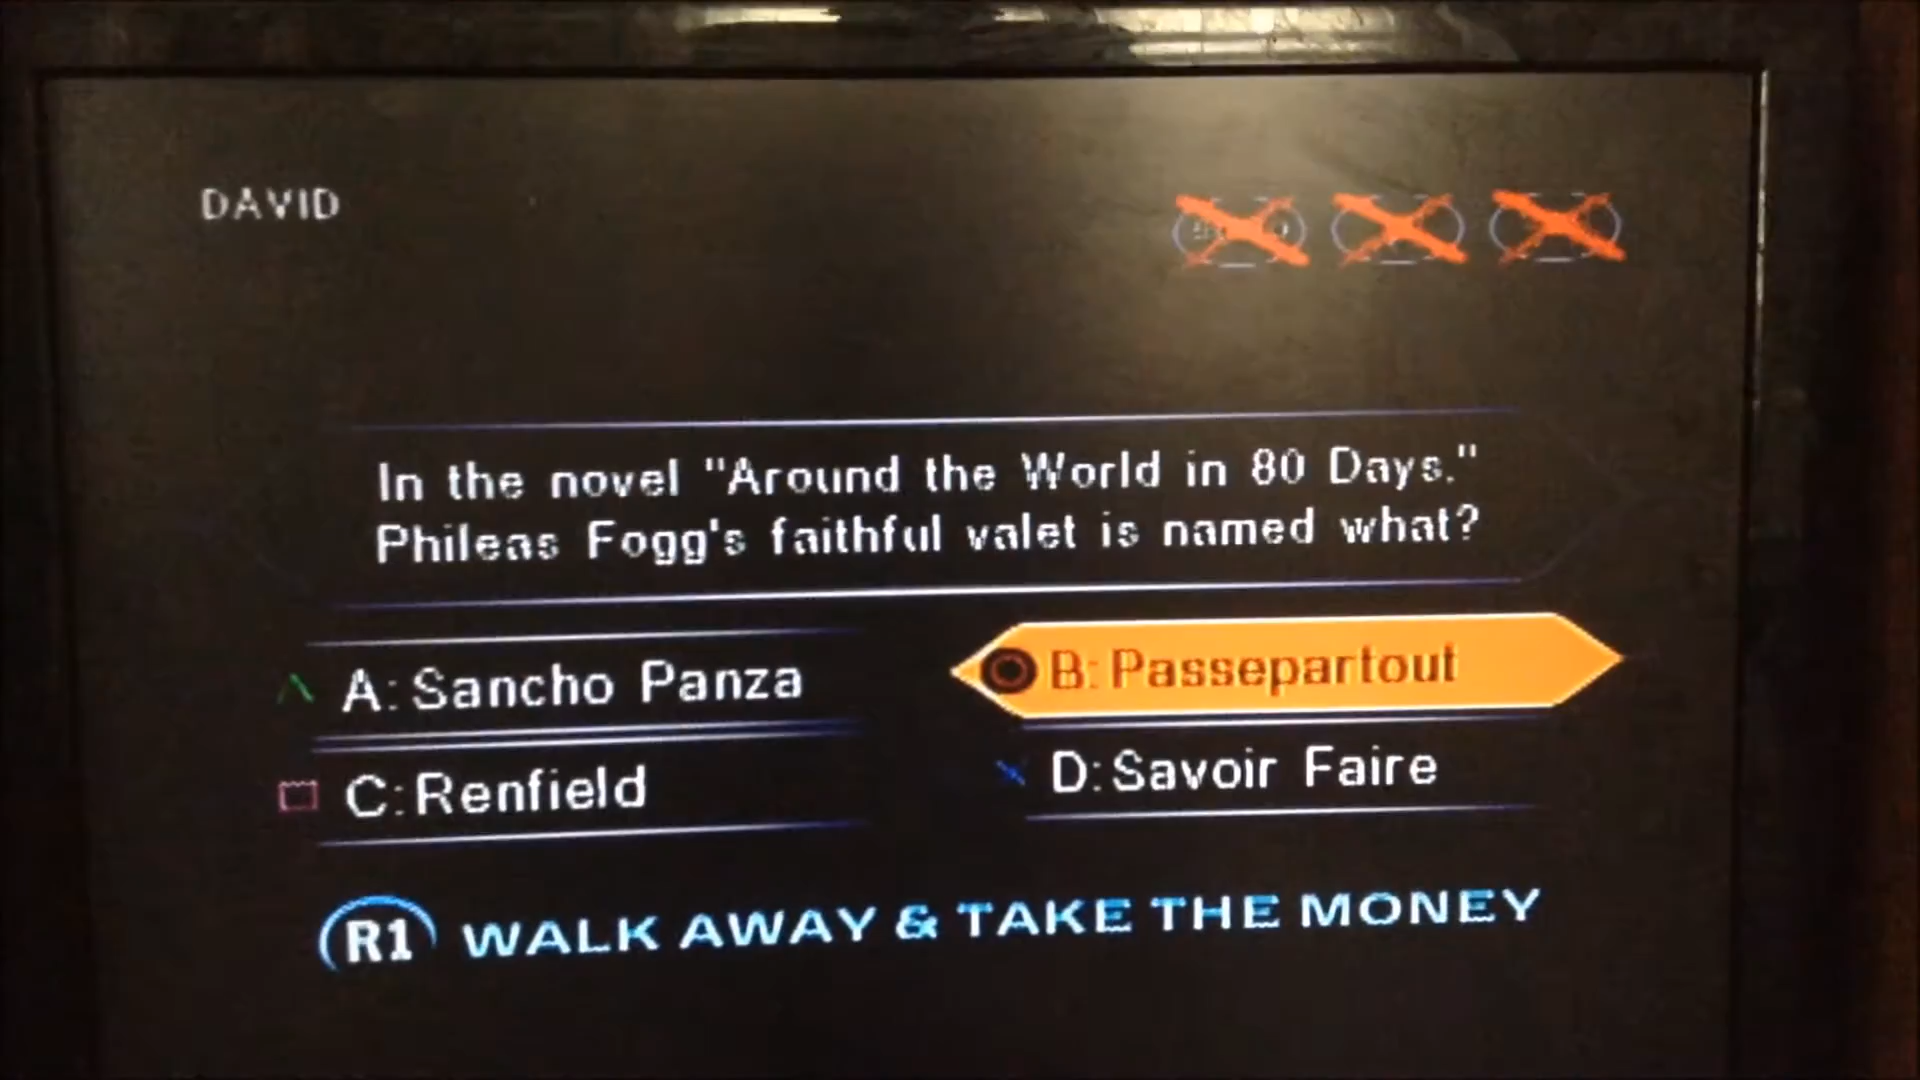 DAVID
In the novel "Around the World in 80 Days."
Phileas Fogg's faithful valet is named what?
A: Sancho Panza
B: Passepartout
C: Renfield
D: Savoir Faire
R1 WALK AWAY & TAKE THE MONEY